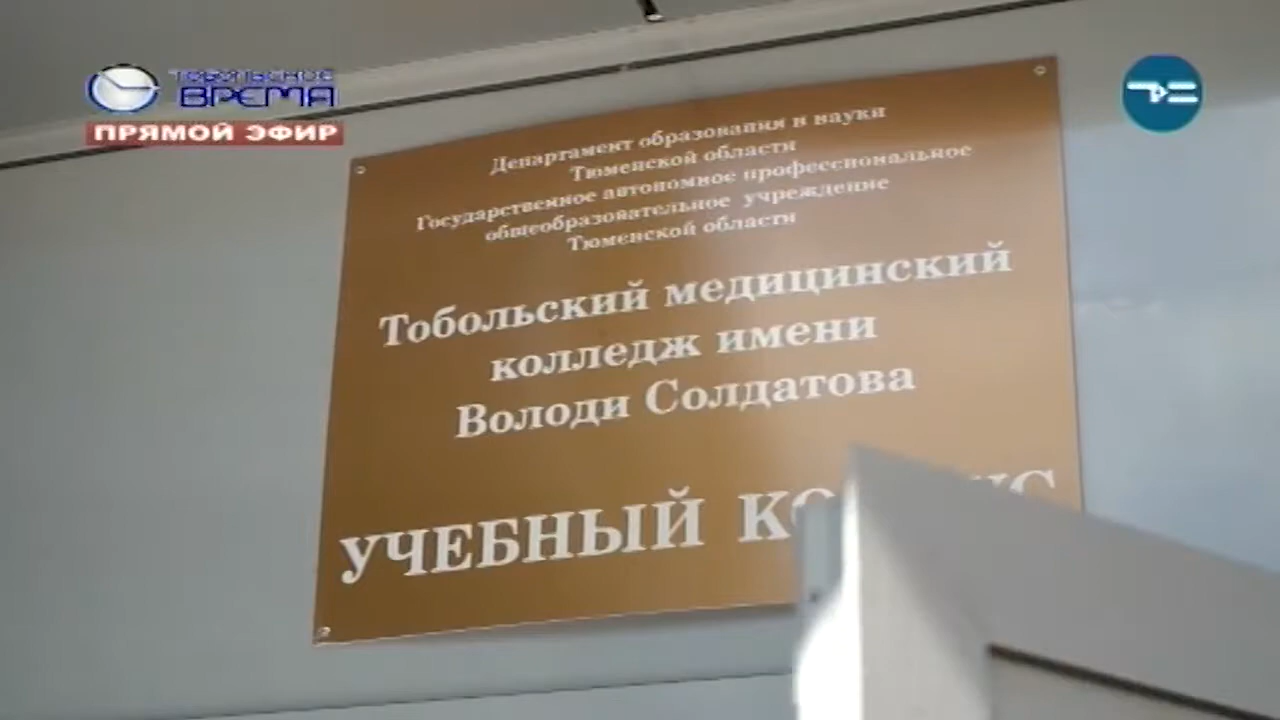 ТОБОЛЬСКОЕ
ВРЕМЯ
ПРЯМОЙ ЭФИР
Департамент образования и науки
Тюменской области
Государственное автономное профессиональное
общеобразовательное учреждение
Тюменской области
Тобольский медицинский
колледж имени
Володи Солдатова
УЧЕБНЫЙ